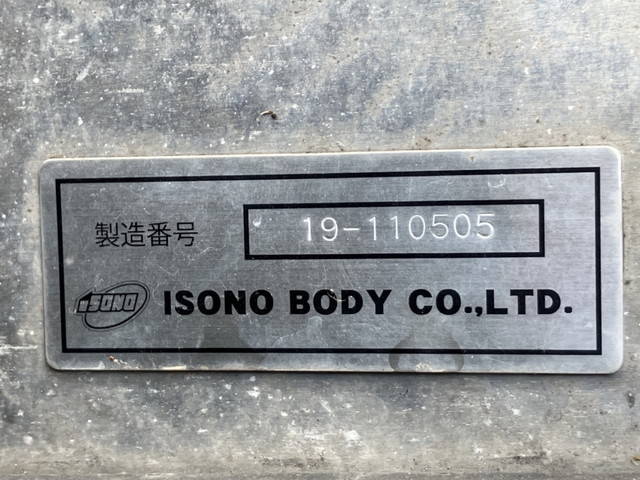 製造番号 19-110505
ISONO ISONO BODY CO.,LTD.